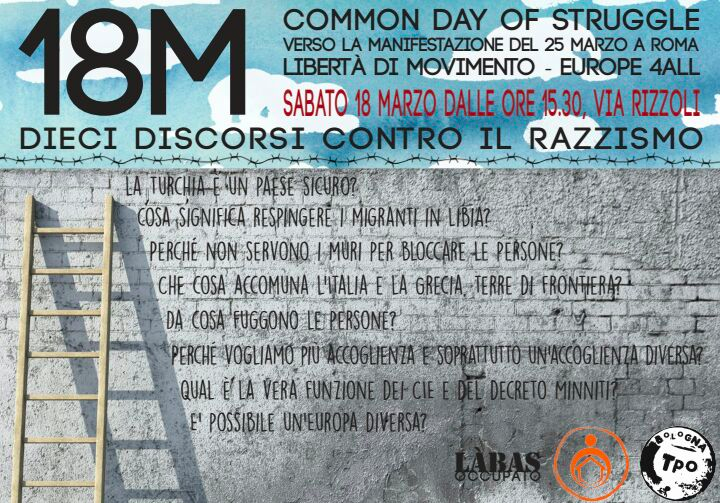 18M
COMMON DAY OF STRUGGLE
VERSO LA MANIFESTAZIONE DEL 25 MARZO A ROMA
LIBERTÀ DI MOVIMENTO - EUROPE 4ALL
SABATO 18 MARZO DALLE ORE 15.30, VIA RIZZOLI
DIECI DISCORSI CONTRO IL RAZZISMO
LA TURCHIA È UN PAESE SICURO?
COSA SIGNIFICA RESPINGERE I MIGRANTI IN LIBIA?
PERCHÉ NON SERVONO I MURI PER BLOCCARE LE PERSONE?
CHE COSA ACCOMUNA L'ITALIA E LA GRECIA, TERRE DI FRONTIERA?
DA COSA FUGGONO LE PERSONE?
PERCHÉ VOGLIAMO PIÙ ACCOGLIENZA E SOPRATTUTTO UN'ACCOGLIENZA DIVERSA?
QUAL È LA VERA FUNZIONE DEI CIE E DEL DECRETO MINNITI?
E' POSSIBILE UN'EUROPA DIVERSA?
LÀBAS
OCCUPATO
BOLOGNA
TPO